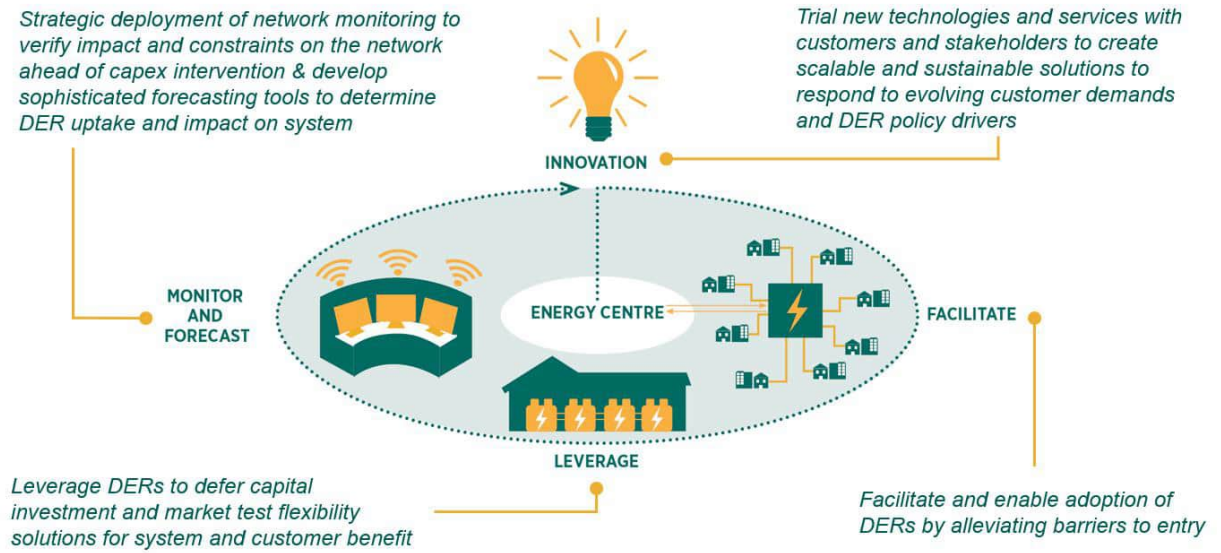 Strategic deployment of network monitoring to
verify impact and constraints on the network
ahead of capex intervention & develop
sophisticated forecasting tools to determine
DER uptake and impact on system
Trial new technologies and services with
customers and stakeholders to create
scalable and sustainable solutions to
respond to evolving customer demands
and DER policy drivers
INNOVATION
MONITOR
AND
FORECAST
ENERGY CENTRE
FACILITATE
LEVERAGE
Leverage DERs to defer capital
investment and market test flexibility
solutions for system and customer benefit
Facilitate and enable adoption of
DERs by alleviating barriers to entry